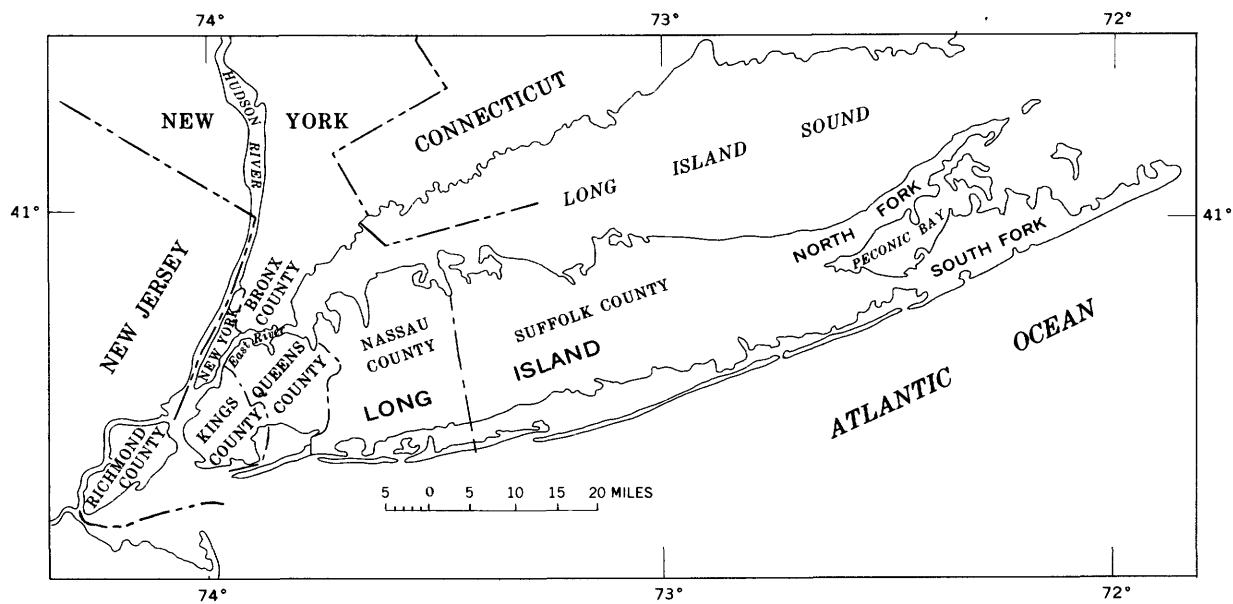 74°
73°
72°
HUDSON RIVER
NEW YORK
CONNECTICUT
LONG ISLAND SOUND
41°
41°
NORTH FORK
PECONIC BAY
SOUTH FORK
NEW JERSEY
BRONX
COUNTY
NEW YORK
East River
NASSAU
COUNTY
SUFFOLK COUNTY
LONG ISLAND
ATLANTIC OCEAN
QUEENS
COUNTY
KINGS
COUNTY
RICHMOND
COUNTY
5 0 5 10 15 20 MILES
74°
73°
72°